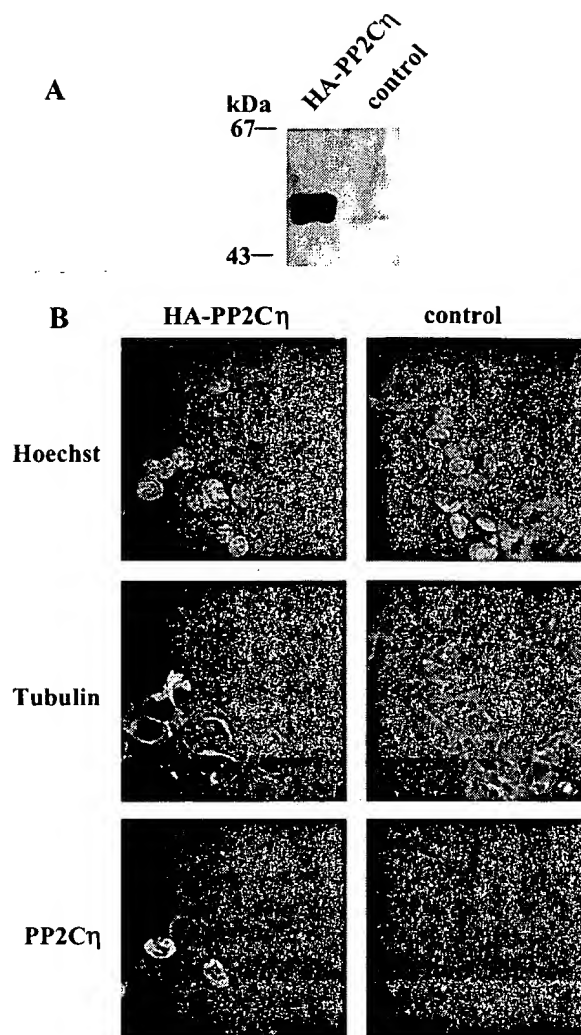 A
kDa
HA-PP2Cη
control
67
43
B
HA-PP2Cη
control
Hoechst
Tubulin
PP2Cη